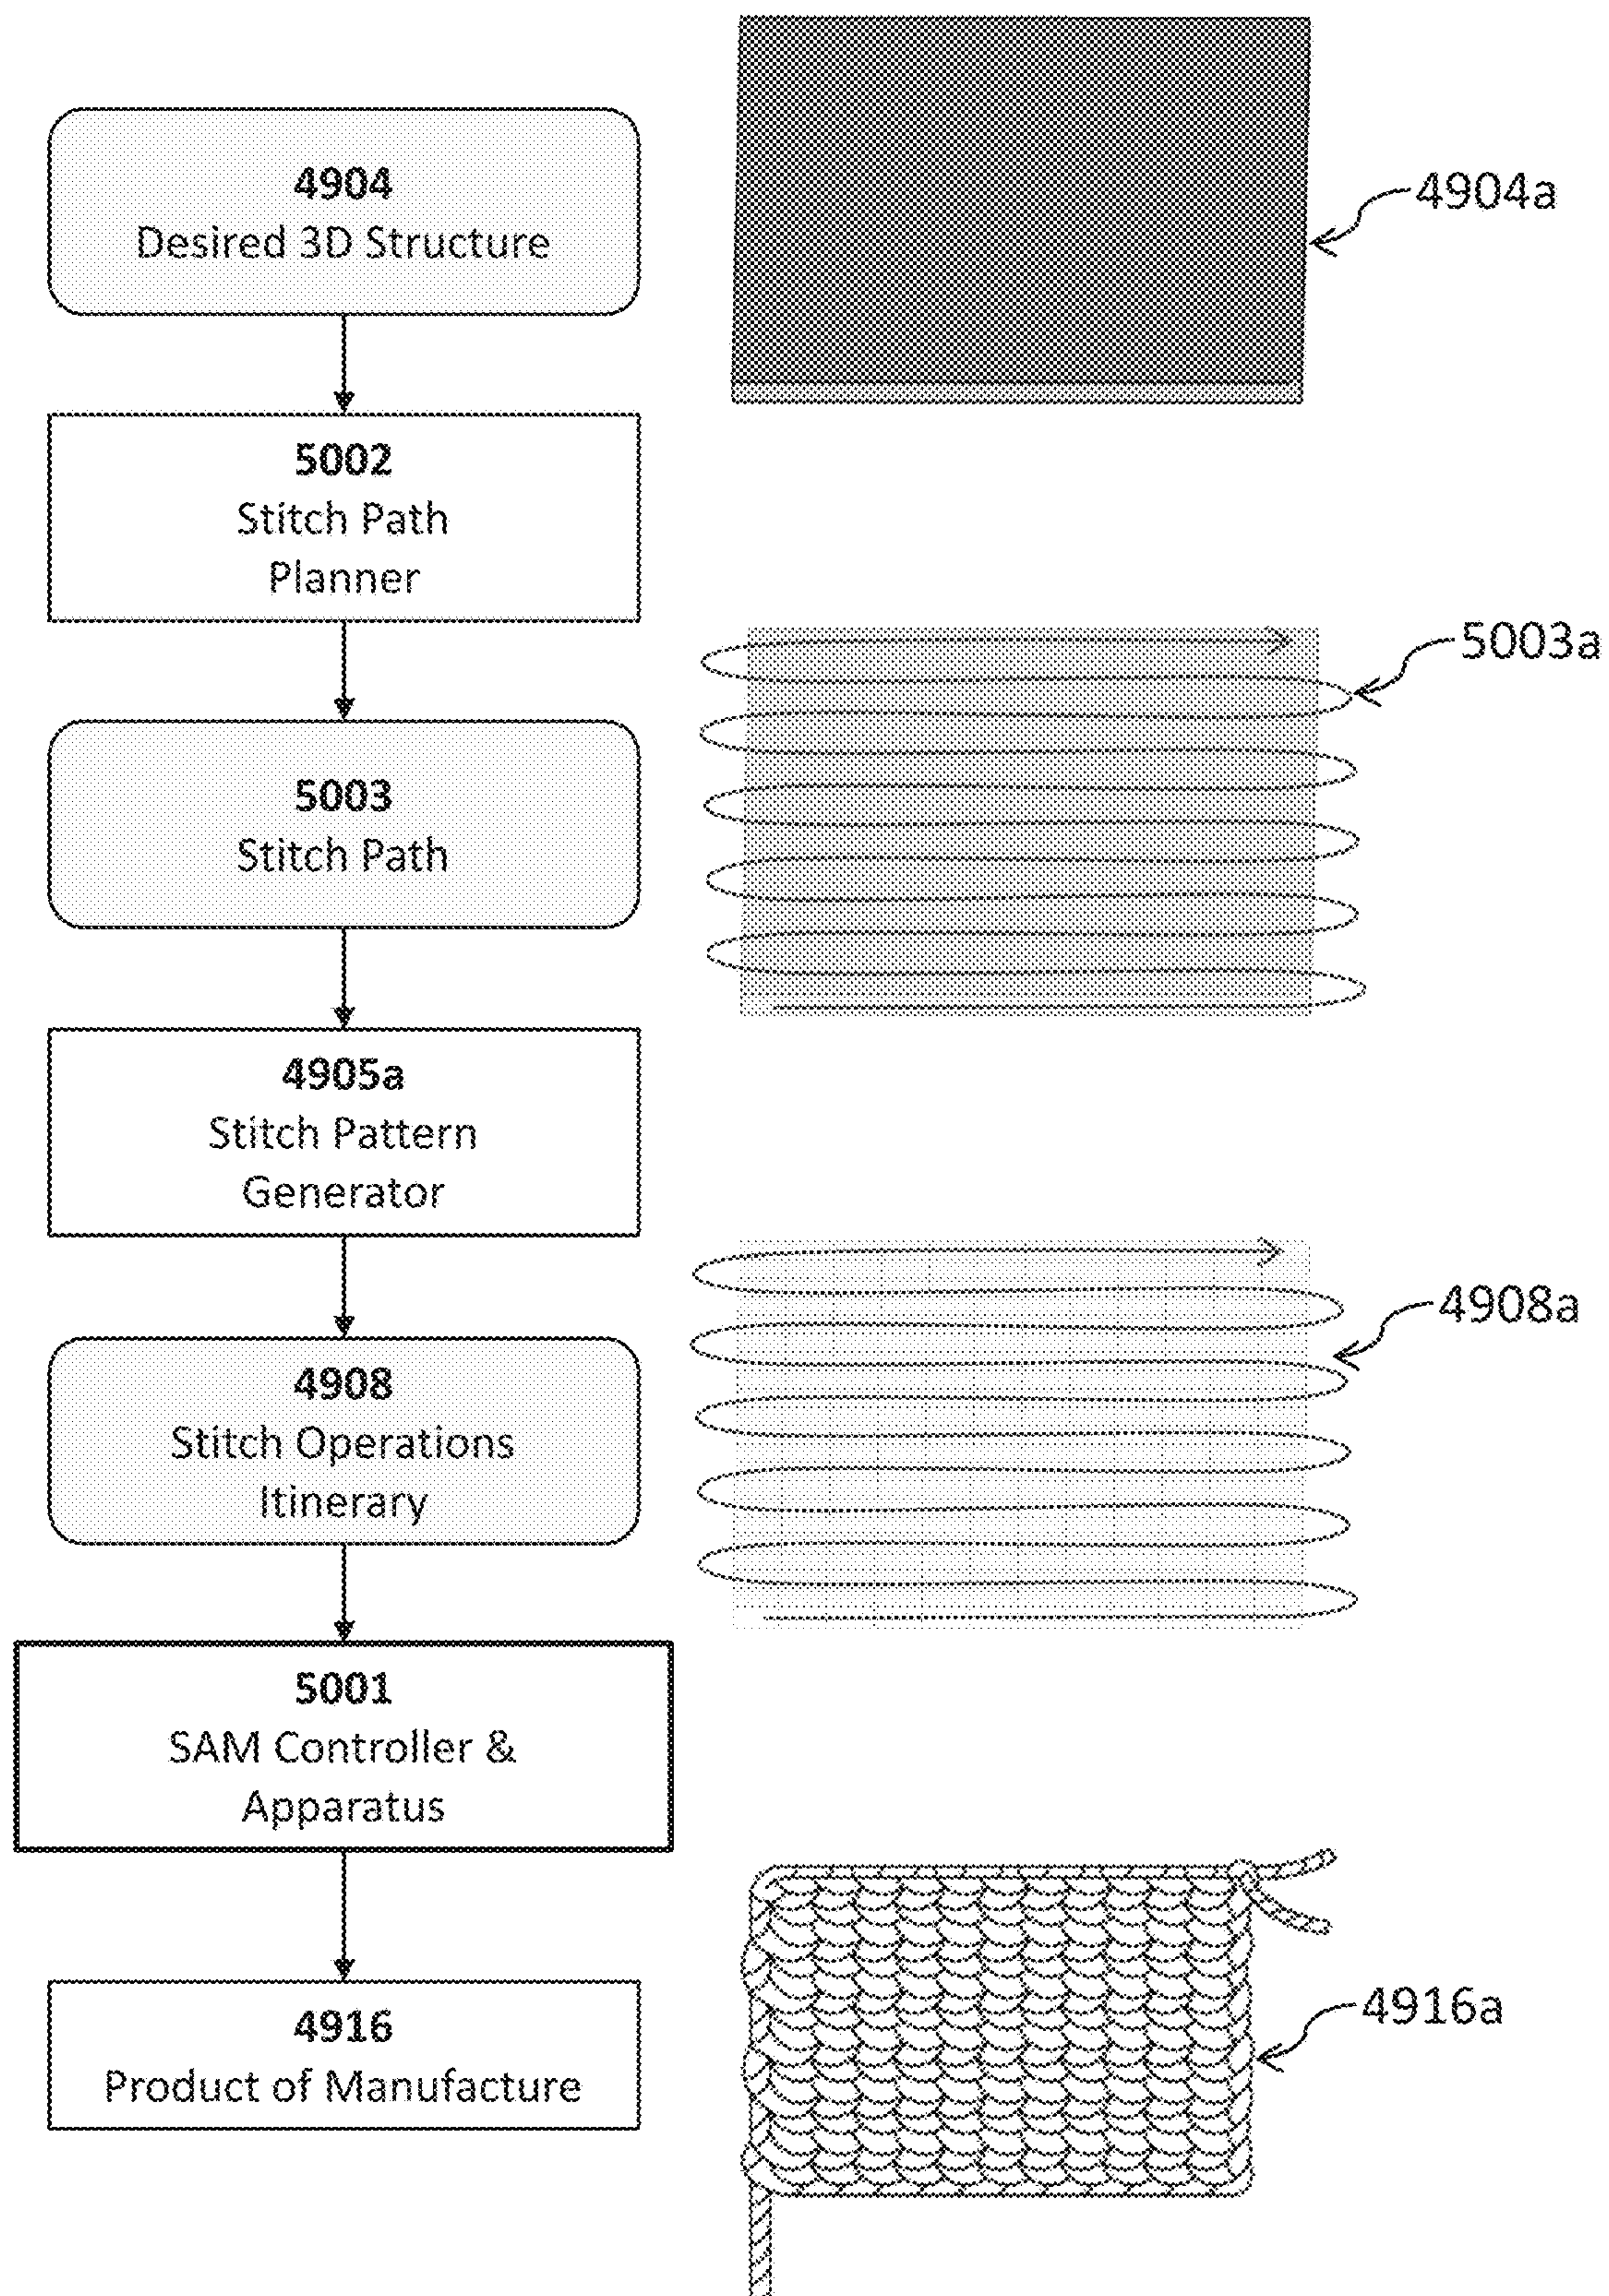 4904
Desired 3D Structure
4904a
5002
Stitch Path
Planner
5003a
5003
Stitch Path
4905a
Stitch Pattern
Generator
4908a
4908
Stitch Operations
Itinerary
5001
SAM Controller &
Apparatus
4916a
4916
Product of Manufacture